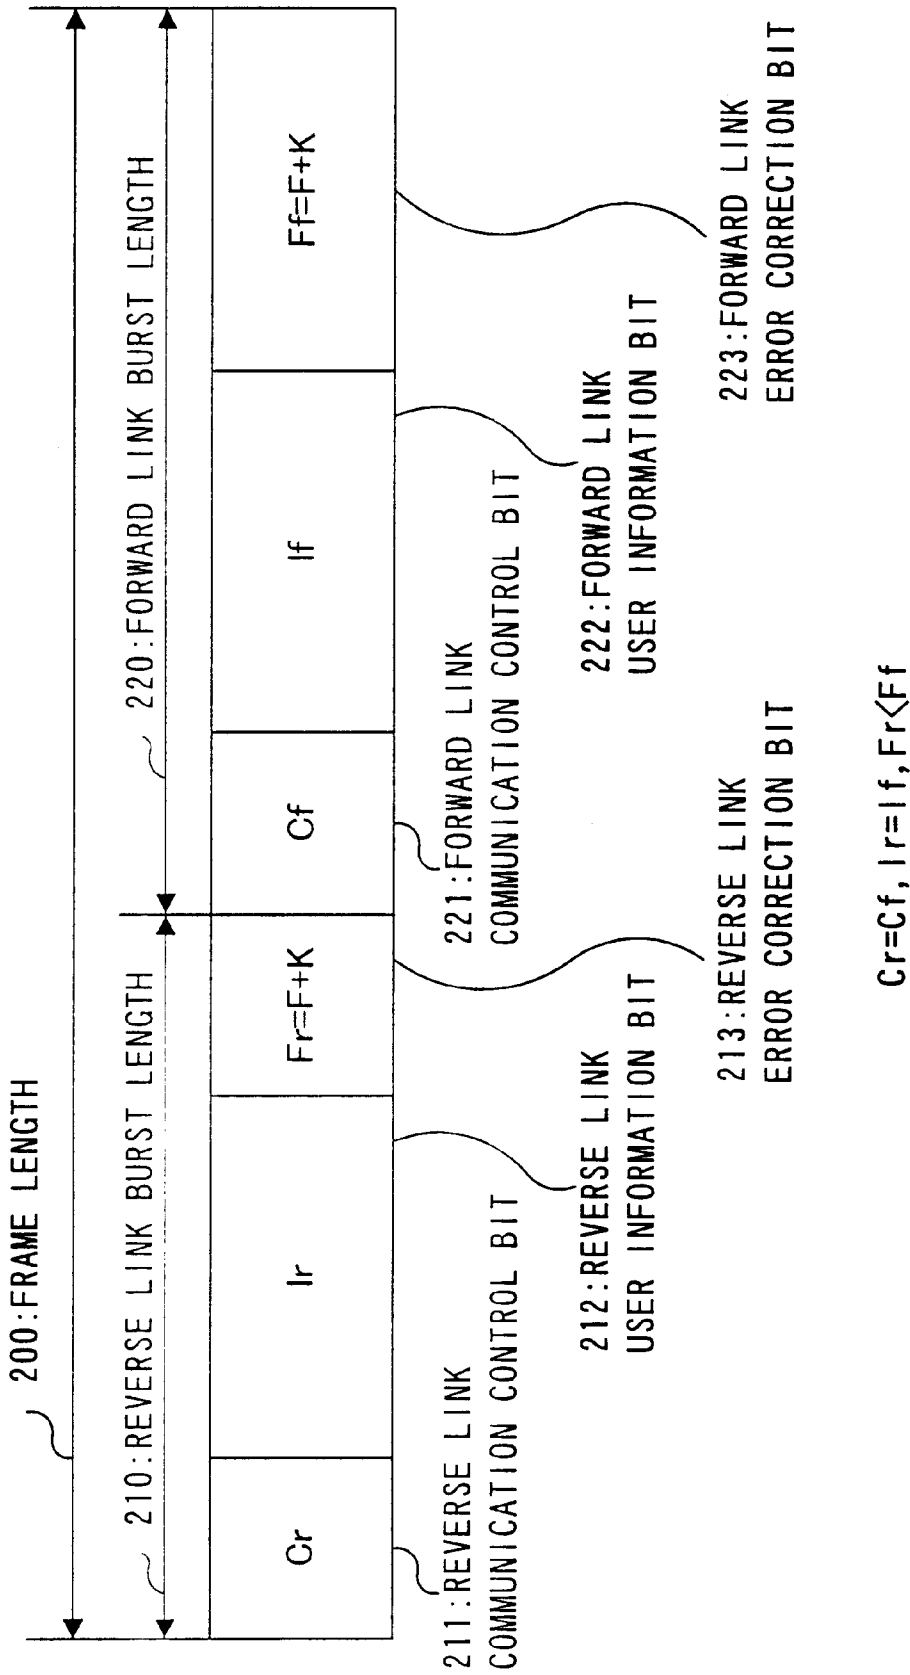 200:FRAME LENGTH
210:REVERSE LINK BURST LENGTH
220:FORWARD LINK BURST LENGTH
Cr
Ir
Fr=F+K
Cf
If
Ff=F+K
211:REVERSE LINK
COMMUNICATION CONTROL BIT
212:REVERSE LINK
USER INFORMATION BIT
213:REVERSE LINK
ERROR CORRECTION BIT
221:FORWARD LINK
COMMUNICATION CONTROL BIT
222:FORWARD LINK
USER INFORMATION BIT
223:FORWARD LINK
ERROR CORRECTION BIT
Cr=Cf, Ir=If, Fr<Ff